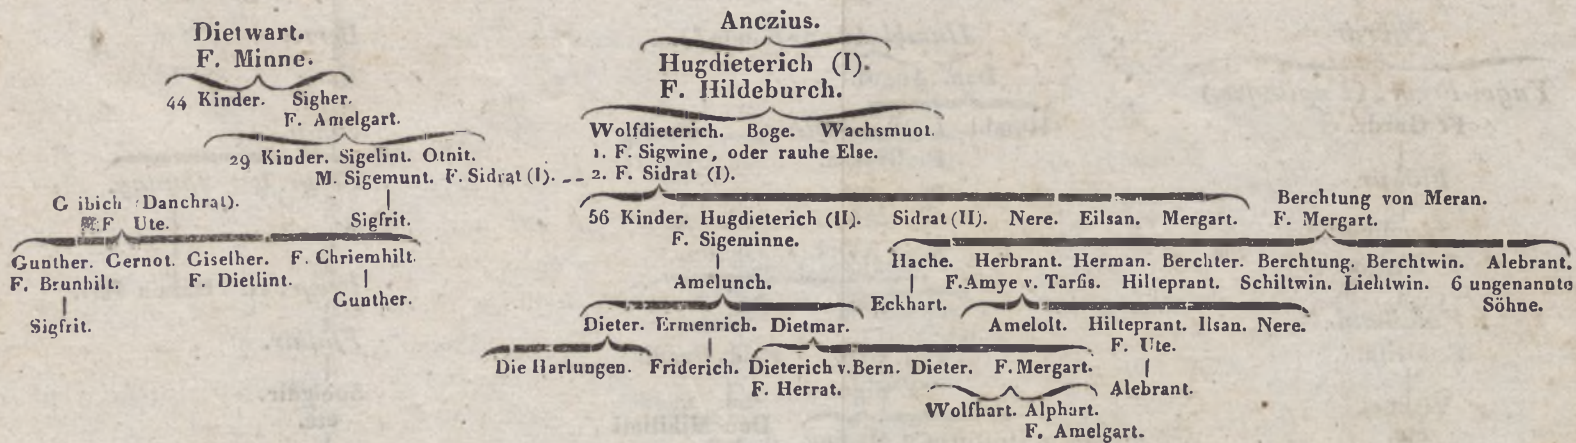 Dietwart.
F. Minne.
44 Kinder. Sigher.
F. Amelgart.
29 Kinder. Sigelint. Otnit.
M. Sigemunt. F. Sidrat (I). -- 2. F. Sidrat (I).
Sigfrit.
Gibich (Danchrat).
F. Ute.
Gunther. Gernot. Giselher. F. Chriemhilt.
F. Brunhilt. F. Dietlint.
Gunther.
Sigfrit.
Anczius.
Hugdieterich (I).
F. Hildeburch.
Wolfdieterich. Boge. Wachsmuot.
1. F. Sigwine, oder rauhe Else.
56 Kinder. Hugdieterich (II). Sidrat (II). Nere. Eilsan. Mergart.
F. Sigeminne.
Amelunch.
Dieter. Ermenrich. Dietmar.
Die Harlungen. Friderich. Dieterich v. Bern. Dieter. F. Mergart.
F. Herrat.
Wolfhart. Alphart.
F. Amelgart.
Berchtung von Meran.
F. Mergart.
Hache. Herbrant. Herman. Berchter. Berchtung. Berchtwin. Alebrant.
F. Amye v. Tarfis. Hilteprant. Schiltwin. Liehtwin. 6 ungenannte
Söhne.
Eckhart.
Amelolt. Hilteprant. Ilsan. Nere.
F. Ute.
Alebrant.